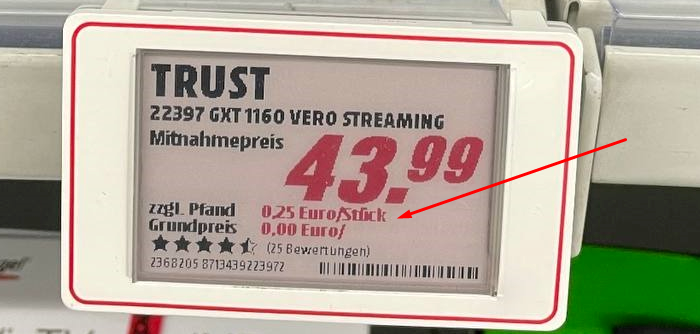 TRUST
22397 GXT 1160 VERO STREAMING
Mitnahmepreis
43.99
zzgl. Pfand 0,25 Euro/Stück
Grundpreis 0,00 Euro/
(25 Bewertungen)
2368205 8713439223972